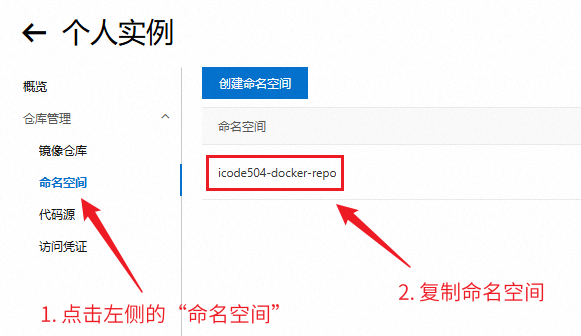 个人实例
概览
仓库管理
镜像仓库
命名空间
代码源
访问凭证
创建命名空间
命名空间
icode504-docker-repo
1. 点击左侧的“命名空间”
2. 复制命名空间